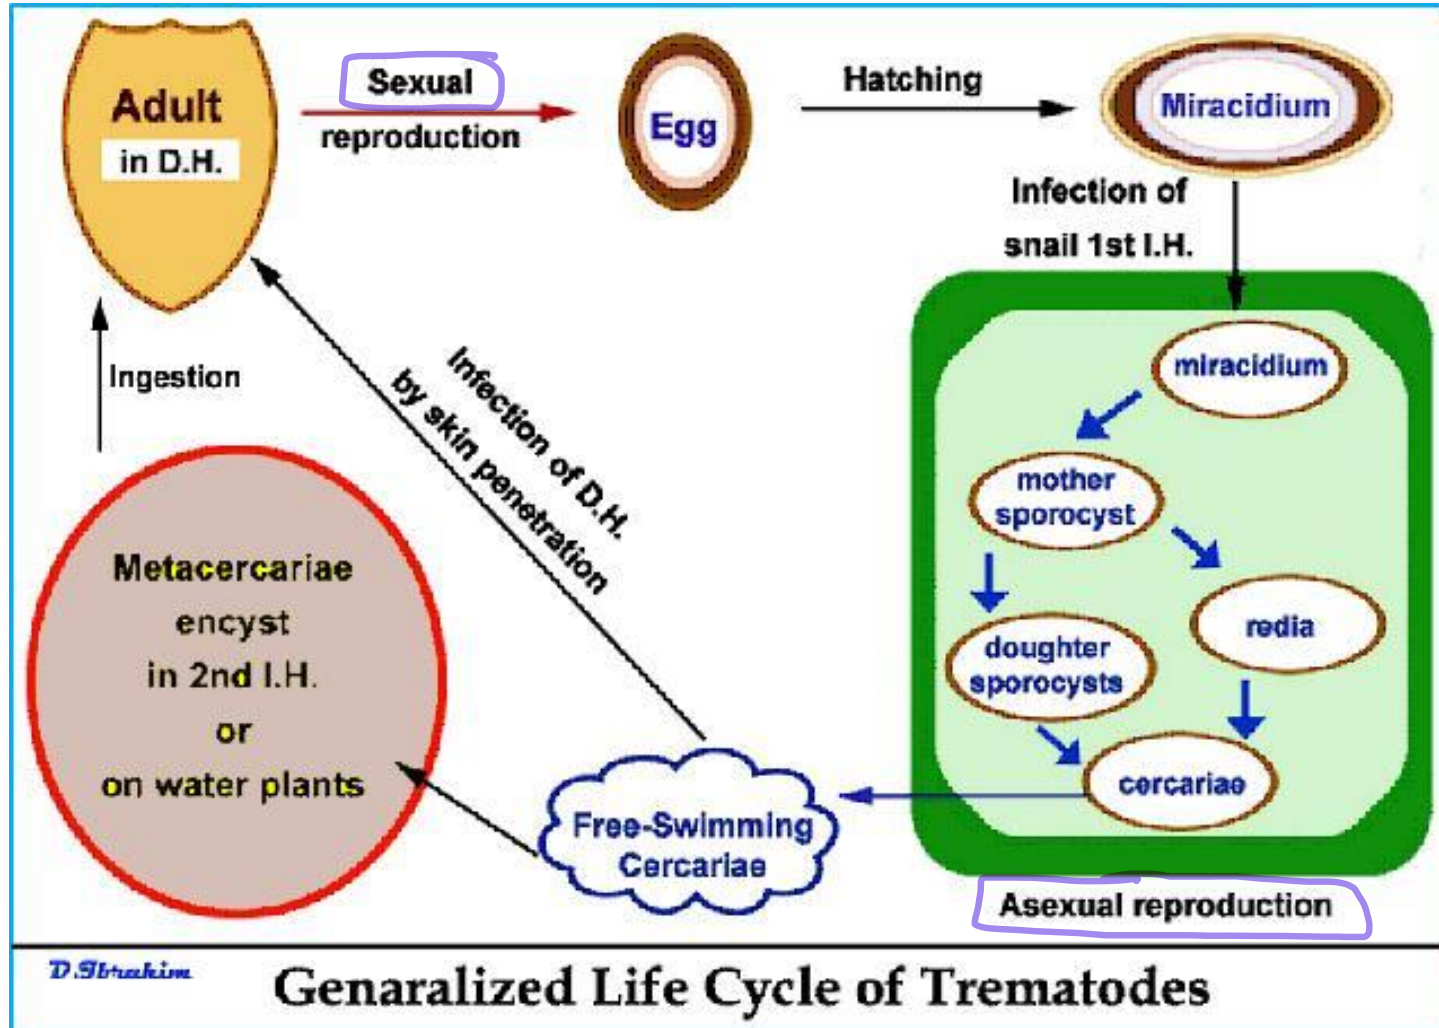 Adult
in D.H.
Sexual
reproduction
Egg
Hatching
Miracidium
Infection of
snail 1st I.H.
miracidium
mother
sporocyst
doughter
sporocysts
redia
cercariae
Asexual reproduction
Free-Swimming
Cercariae
Infection of D.H.
by skin penetration
Metacercariae
encyst
in 2nd I.H.
or
on water plants
Ingestion
D.Ibrahim
Genaralized Life Cycle of Trematodes